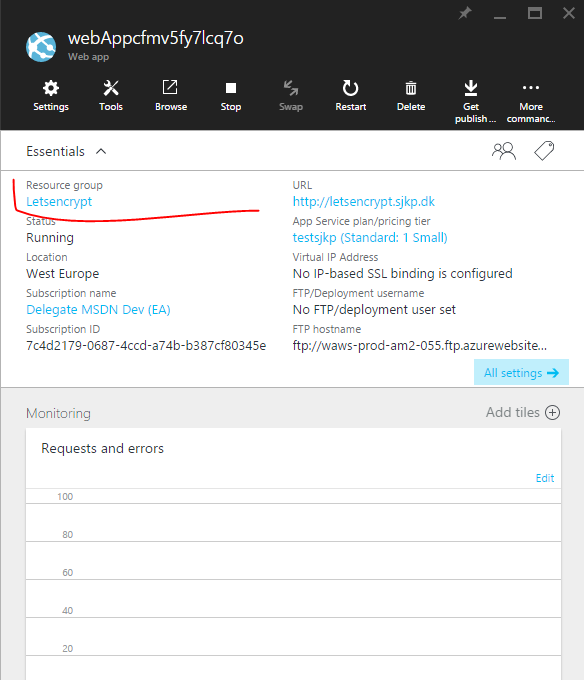 webAppcfmv5fy7lcq7o
Web app
Settings
Tools
Browse
Stop
Swap
Restart
Delete
Get publish ...
More commanc...
Essentials
Resource group
Letsencrypt
URL
http://letsencrypt.sjkp.dk
Status
Running
App Service plan/pricing tier
testsjkp (Standard: 1 Small)
Location
West Europe
Virtual IP Address
No IP-based SSL binding is configured
Subscription name
Delegate MSDN Dev (EA)
FTP/Deployment username
No FTP/deployment user set
Subscription ID
7c4d2179-0687-4ccd-a74b-b387cf80345e
FTP hostname
ftp://waws-prod-am2-055.ftp.azurewebsite...
All settings
Monitoring
Add tiles
Requests and errors
Edit
100
80
60
40
20